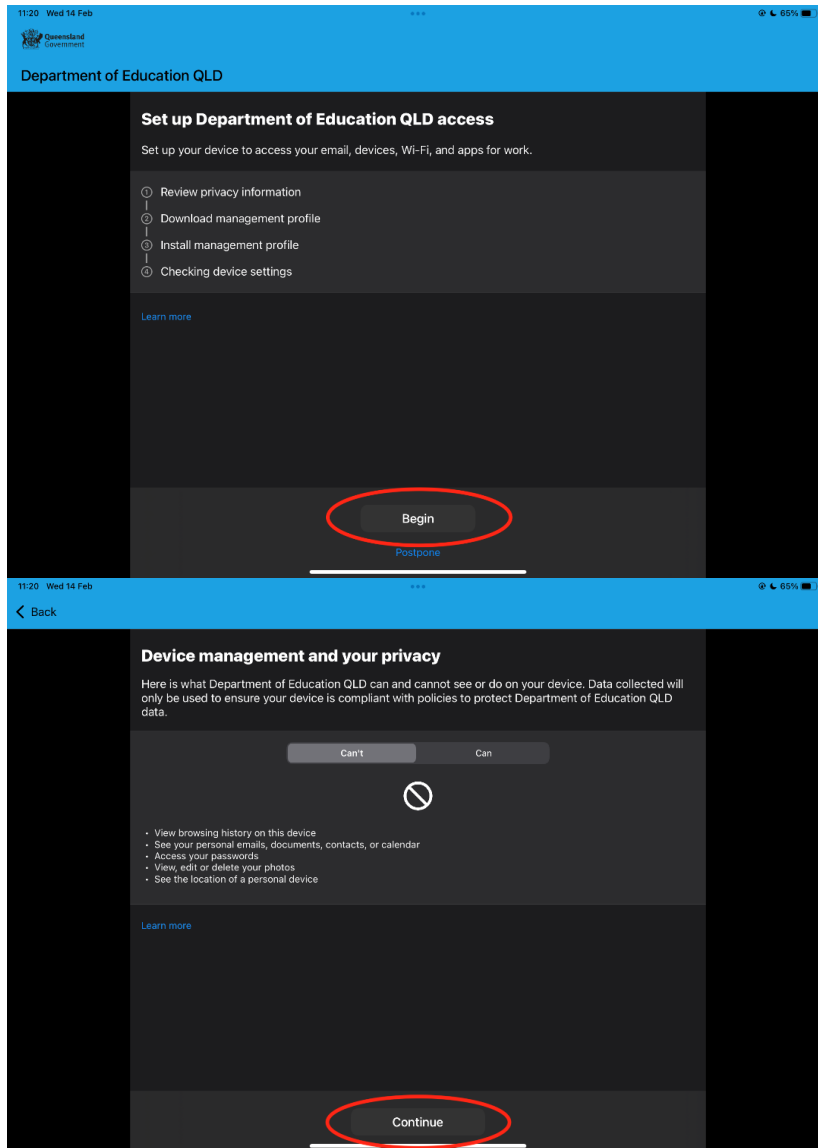 11:20 Wed 14 Feb
65%
Queensland
Government
Department of Education QLD
Set up Department of Education QLD access
Set up your device to access your email, devices, Wi-Fi, and apps for work.
1 Review privacy information
2 Download management profile
3 Install management profile
4 Checking device settings
Learn more
Begin
Postpone
11:20 Wed 14 Feb
65%
Back
Device management and your privacy
Here is what Department of Education QLD can and cannot see or do on your device. Data collected will
only be used to ensure your device is compliant with policies to protect Department of Education QLD
data.
Can't Can
• View browsing history on this device
• See your personal emails, documents, contacts, or calendar
• Access your passwords
• View, edit or delete your photos
• See the location of a personal device
Learn more
Continue